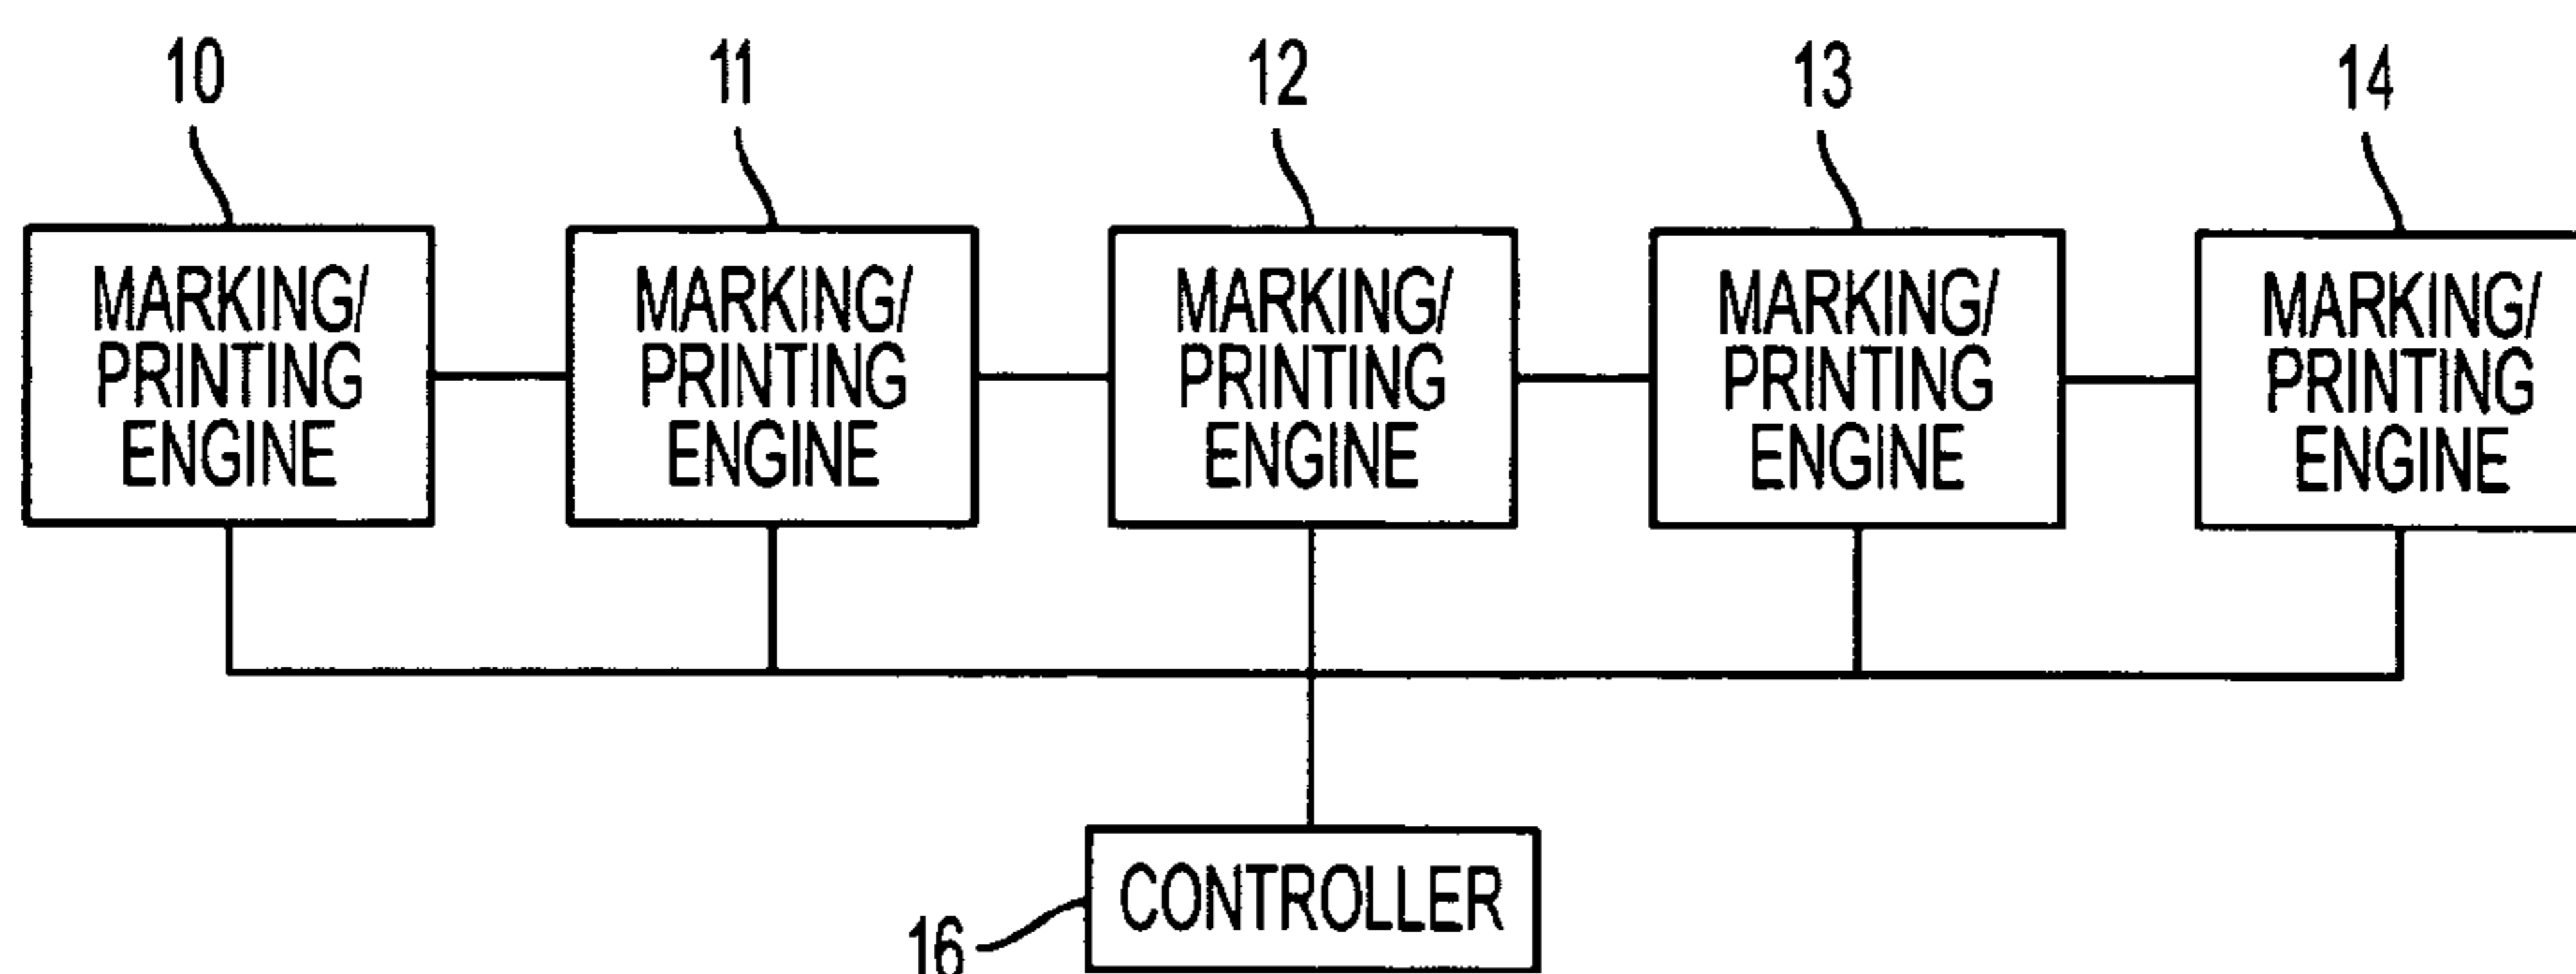 10 11 12 13 14
MARKING/ MARKING/ MARKING/ MARKING/ MARKING/
PRINTING PRINTING PRINTING PRINTING PRINTING
ENGINE ENGINE ENGINE ENGINE ENGINE
CONTROLLER
16